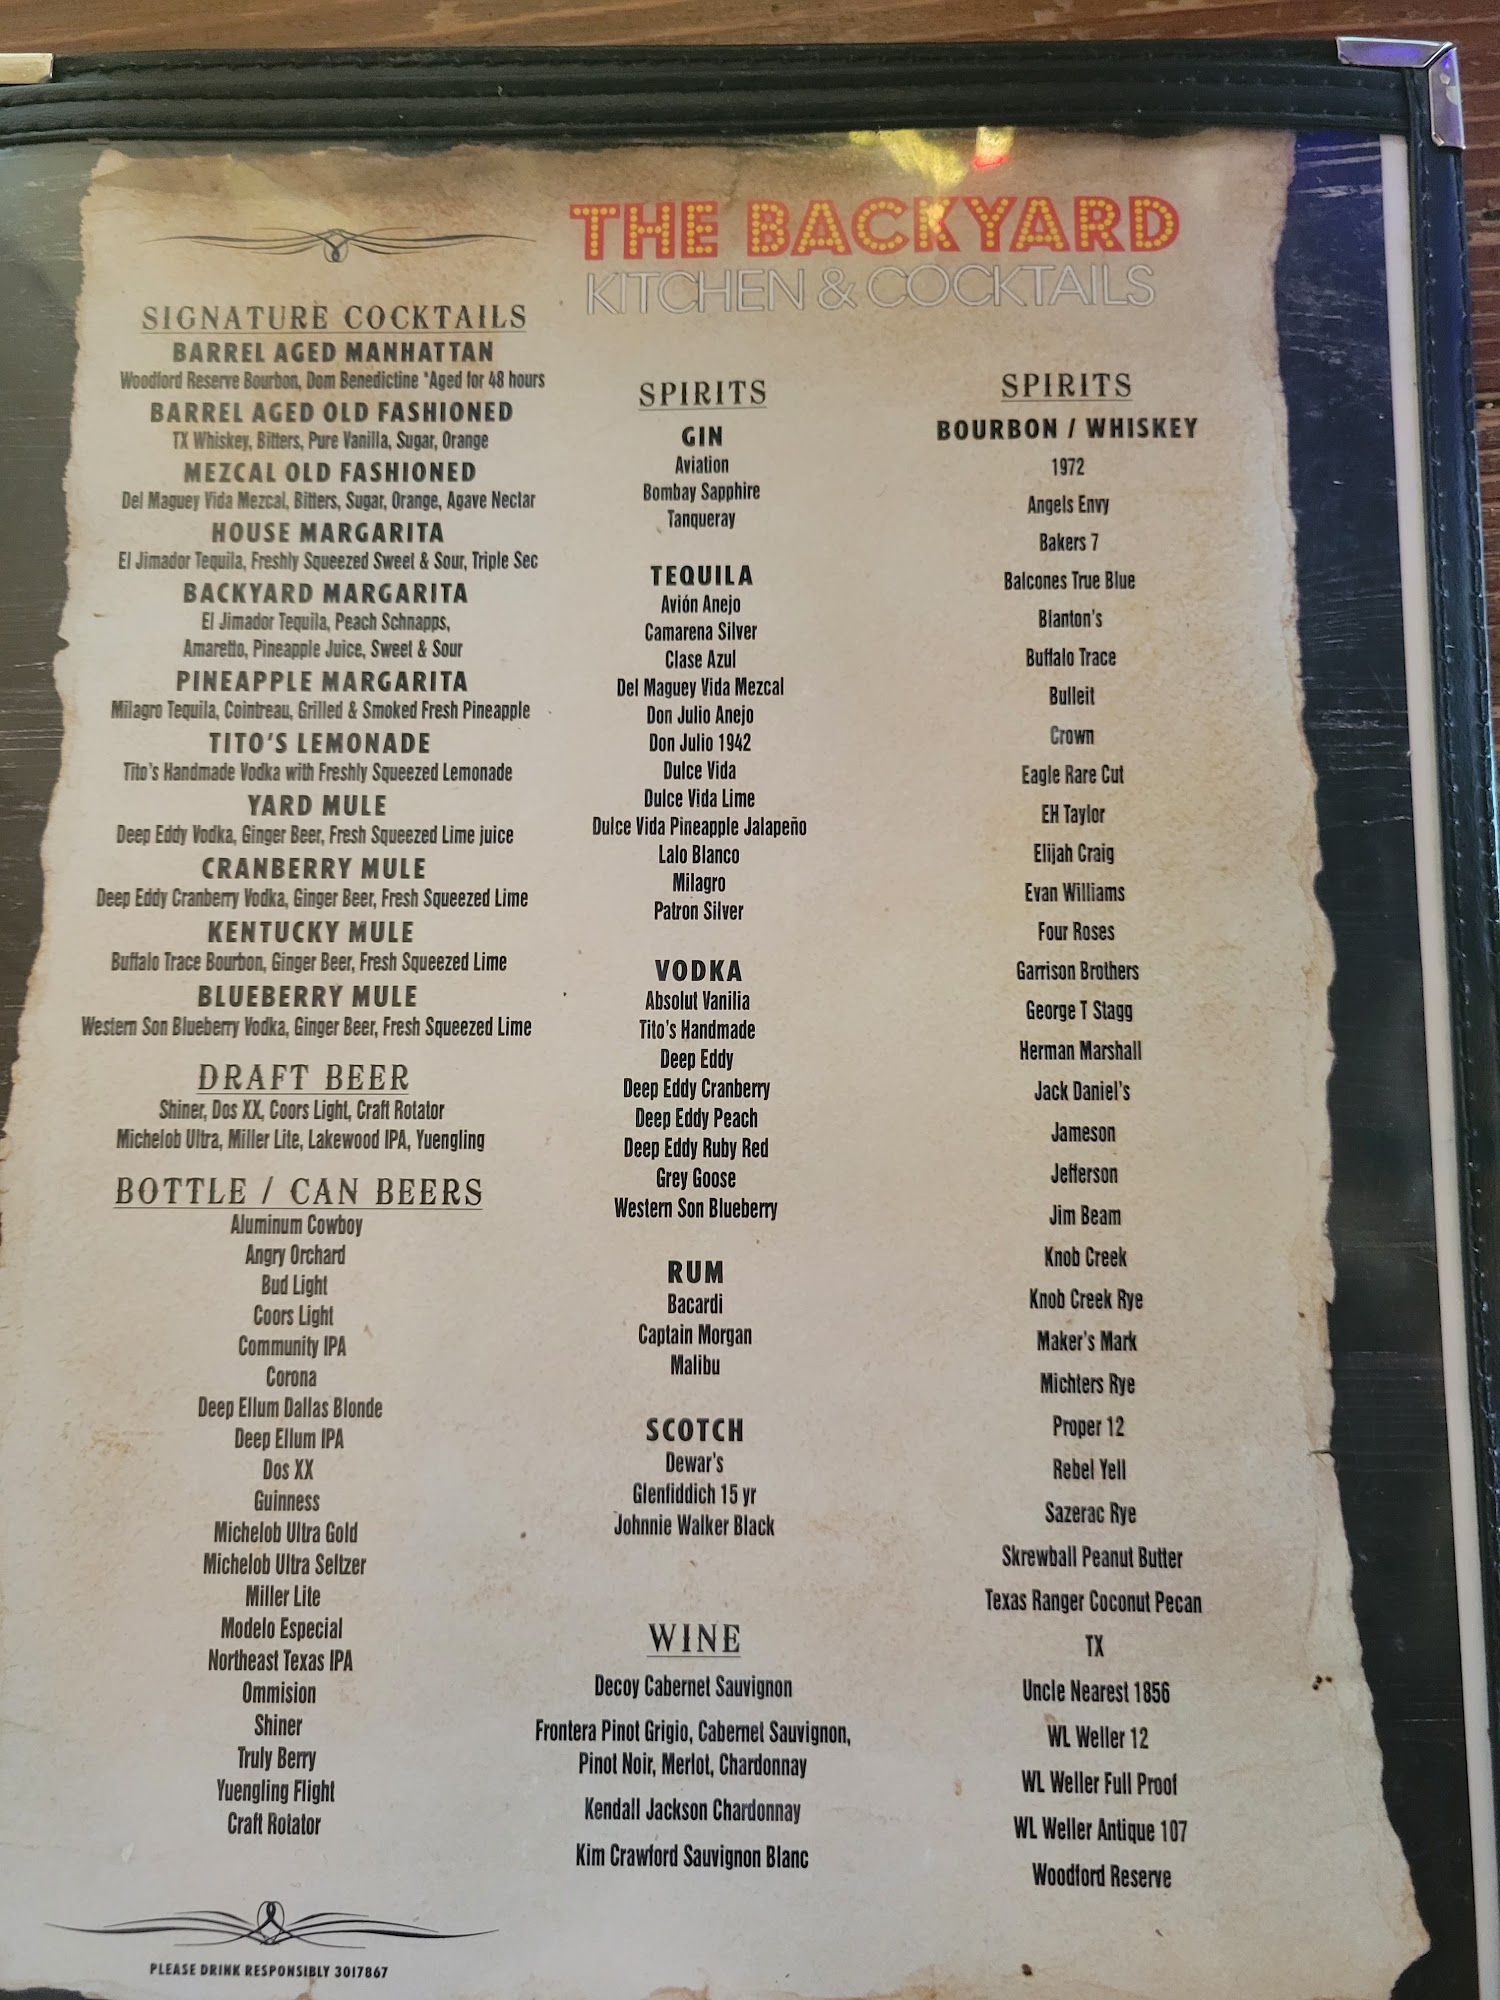 THE BACKYARD
KITCHEN & COCKTAILS
SIGNATURE COCKTAILS
BARREL AGED MANHATTAN
Woodford Reserve Bourbon, Dom Benedictine *Aged for 48 hours
BARREL AGED OLD FASHIONED
TX Whiskey, Bitters, Pure Vanilla, Sugar, Orange
MEZCAL OLD FASHIONED
Del Maguey Vida Mezcal, Bitters, Sugar, Orange, Agave Nectar
HOUSE MARGARITA
El Jimador Tequila, Freshly Squeezed Sweet & Sour, Triple Sec
BACKYARD MARGARITA
El Jimador Tequila, Peach Schnapps,
Amaretto, Pineapple Juice, Sweet & Sour
PINEAPPLE MARGARITA
Milagro Tequila, Cointreau, Grilled & Smoked Fresh Pineapple
TITO'S LEMONADE
Tito's Handmade Vodka with Freshly Squeezed Lemonade
YARD MULE
Deep Eddy Vodka, Ginger Beer, Fresh Squeezed Lime juice
CRANBERRY MULE
Deep Eddy Cranberry Vodka, Ginger Beer, Fresh Squeezed Lime
KENTUCKY MULE
Buffalo Trace Bourbon, Ginger Beer, Fresh Squeezed Lime
BLUEBERRY MULE
Western Son Blueberry Vodka, Ginger Beer, Fresh Squeezed Lime
DRAFT BEER
Shiner, Dos XX, Coors Light, Craft Rotator
Michelob Ultra, Miller Lite, Lakewood IPA, Yuengling
BOTTLE / CAN BEERS
Aluminum Cowboy
Angry Orchard
Bud Light
Coors Light
Community IPA
Corona
Deep Ellum Dallas Blonde
Deep Ellum IPA
Dos XX
Guinness
Michelob Ultra Gold
Michelob Ultra Seltzer
Miller Lite
Modelo Especial
Northeast Texas IPA
Ommision
Shiner
Truly Berry
Yuengling Flight
Craft Rotator
PLEASE DRINK RESPONSIBLY 3017867
SPIRITS
GIN
Aviation
Bombay Sapphire
Tanqueray
TEQUILA
Avión Anejo
Camarena Silver
Clase Azul
Del Maguey Vida Mezcal
Don Julio Anejo
Don Julio 1942
Dulce Vida
Dulce Vida Lime
Dulce Vida Pineapple Jalapeño
Lalo Blanco
Milagro
Patron Silver
VODKA
Absolut Vanilia
Tito's Handmade
Deep Eddy
Deep Eddy Cranberry
Deep Eddy Peach
Deep Eddy Ruby Red
Grey Goose
Western Son Blueberry
RUM
Bacardi
Captain Morgan
Malibu
SCOTCH
Dewar's
Glenfiddich 15 yr
Johnnie Walker Black
WINE
Decoy Cabernet Sauvignon
Frontera Pinot Grigio, Cabernet Sauvignon,
Pinot Noir, Merlot, Chardonnay
Kendall Jackson Chardonnay
Kim Crawford Sauvignon Blanc
SPIRITS
BOURBON / WHISKEY
1972
Angels Envy
Bakers 7
Balcones True Blue
Blanton's
Buffalo Trace
Bulleit
Crown
Eagle Rare Cut
EH Taylor
Elijah Craig
Evan Williams
Four Roses
Garrison Brothers
George T Stagg
Herman Marshall
Jack Daniel's
Jameson
Jefferson
Jim Beam
Knob Creek
Knob Creek Rye
Maker's Mark
Michters Rye
Proper 12
Rebel Yell
Sazerac Rye
Skrewball Peanut Butter
Texas Ranger Coconut Pecan
TX
Uncle Nearest 1856
WL Weller 12
WL Weller Full Proof
WL Weller Antique 107
Woodford Reserve